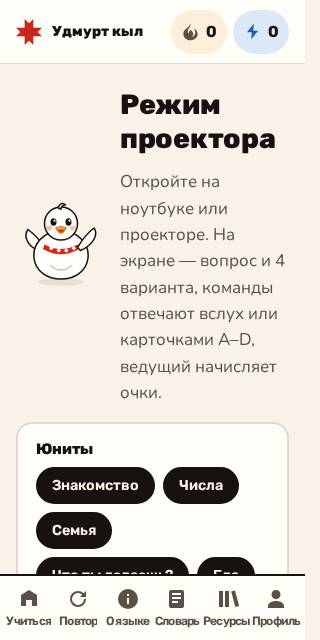 Удмурт кыл
0
0
Режим
проектора
Откройте на
ноутбуке или
проекторе. На
экране — вопрос и 4
варианта, команды
отвечают вслух или
карточками A–D,
ведущий начисляет
очки.
Юниты
Знакомство
Числа
Семья
Учиться
Повтор
О языке
Словарь
Ресурсы
Профиль